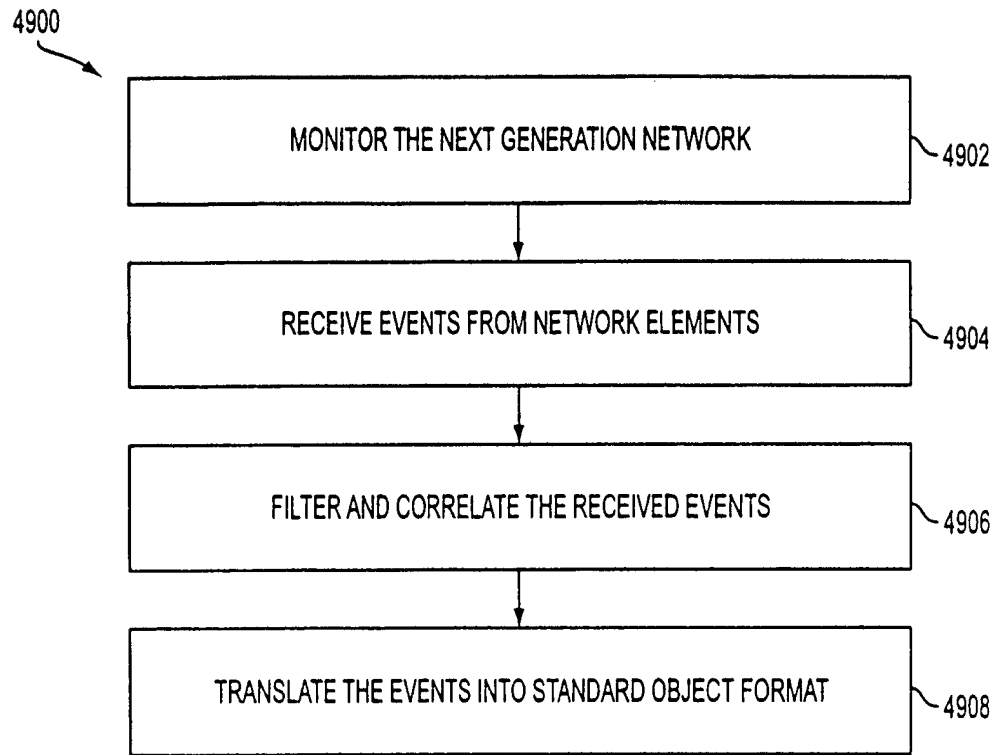 4900
MONITOR THE NEXT GENERATION NETWORK
4902
RECEIVE EVENTS FROM NETWORK ELEMENTS
4904
FILTER AND CORRELATE THE RECEIVED EVENTS
4906
TRANSLATE THE EVENTS INTO STANDARD OBJECT FORMAT
4908